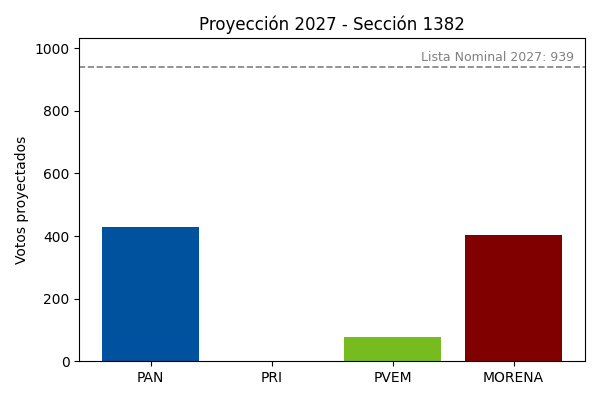 Proyección 2027 - Sección 1382
Votos proyectados
1000
800
600
400
200
0
Lista Nominal 2027: 939
PAN
PRI
PVEM
MORENA